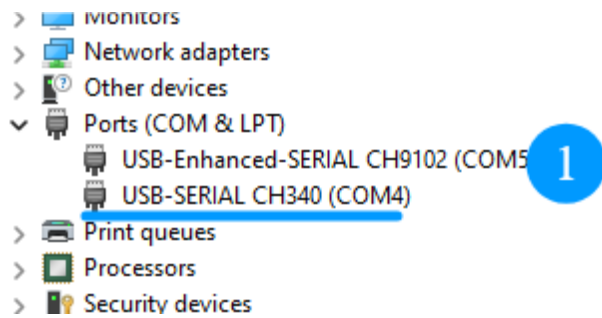 Monitors
Network adapters
Other devices
Ports (COM & LPT)
USB-Enhanced-SERIAL CH9102 (COM5
1
USB-SERIAL CH340 (COM4)
Print queues
Processors
Security devices